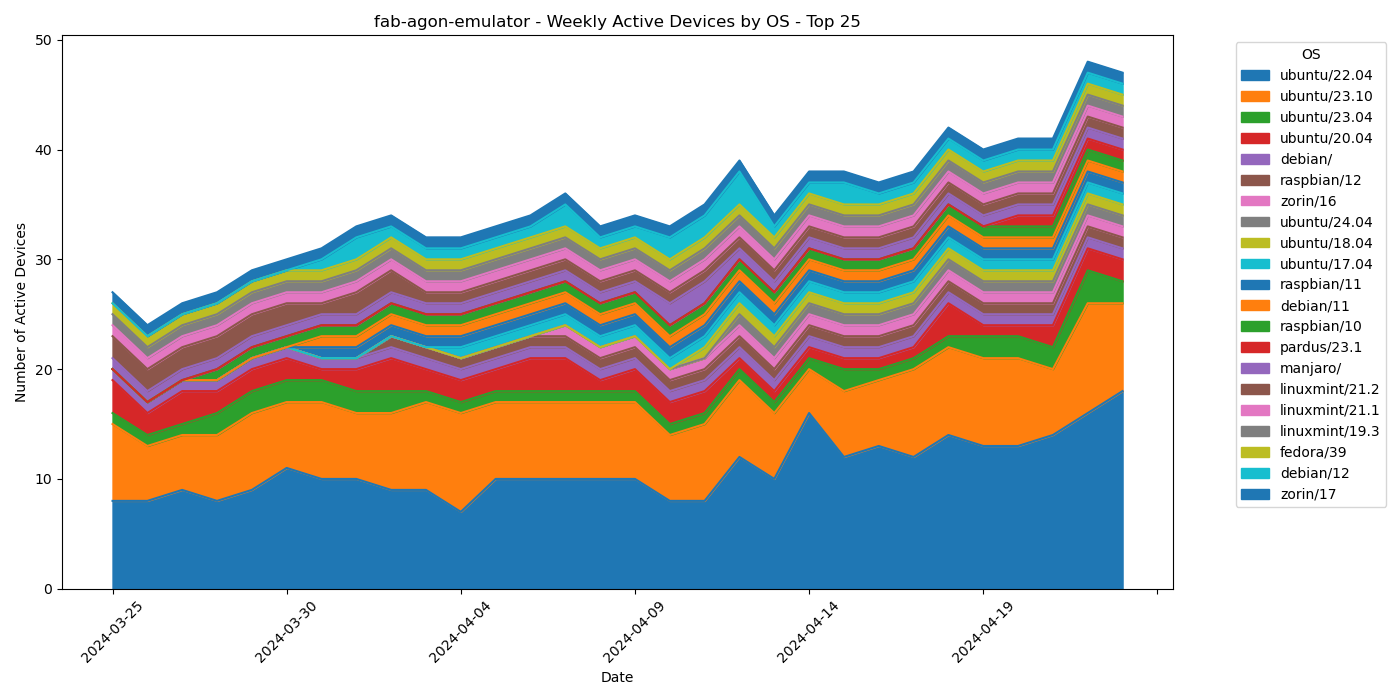 fab-agon-emulator - Weekly Active Devices by OS - Top 25
50
40
30
20
10
0
Number of Active Devices
2024-03-25
2024-03-30
2024-04-04
2024-04-09
2024-04-14
2024-04-19
Date
OS
ubuntu/22.04
ubuntu/23.10
ubuntu/23.04
ubuntu/20.04
debian/
raspbian/12
zorin/16
ubuntu/24.04
ubuntu/18.04
ubuntu/17.04
raspbian/11
debian/11
raspbian/10
pardus/23.1
manjaro/
linuxmint/21.2
linuxmint/21.1
linuxmint/19.3
fedora/39
debian/12
zorin/17